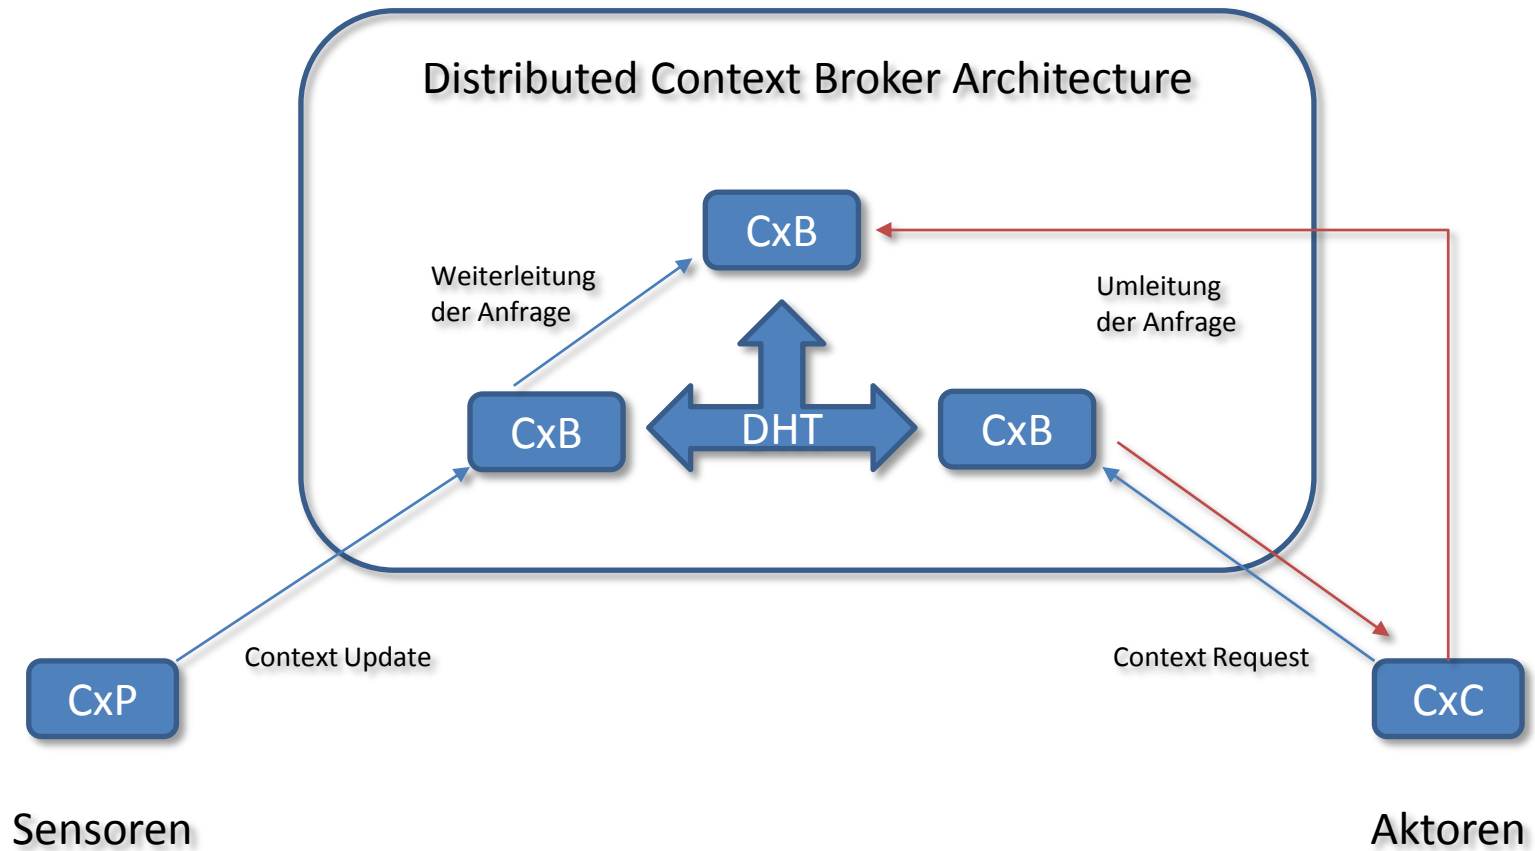 Distributed Context Broker Architecture
CxB
Weiterleitung
der Anfrage
Umleitung
der Anfrage
CxB
DHT
CxB
Context Update
Context Request
CxP
CxC
Sensoren
Aktoren